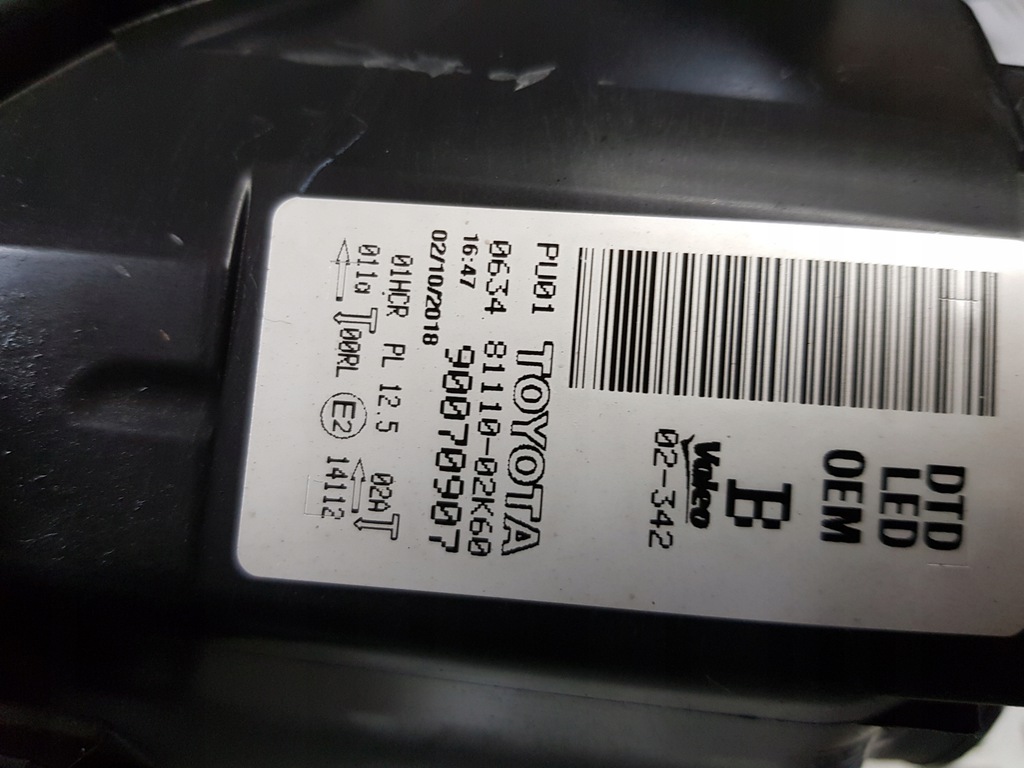 DTD
LED
OEM
B
Valeo
02-342
PU01 TOYOTA
0634 81110-02K60
16:47 90070907
02/10/2018
01HCR PL 12.5 02A
011a 00RL E2 14112